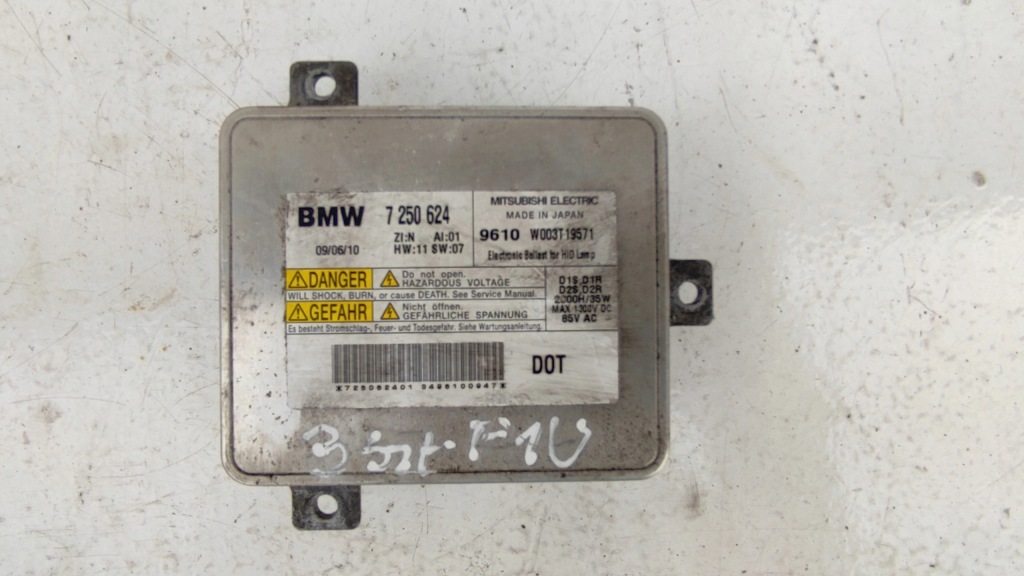 BMW 7 250 624
ZI:N AI:01
09/06/10 HW:11 SW:07
MITSUBISHI ELECTRIC
MADE IN JAPAN
9610 W003T19571
Electronic Ballast for HID Lamp
DANGER Do not open.
HAZARDOUS VOLTAGE
WILL SHOCK, BURN, or cause DEATH. See Service Manual.
GEFAHR Nicht öffnen.
GEFÄHRLICHE SPANNUNG
Es besteht Stromschlag-, Feuer- und Todesgefahr. Siehe Wartungsanleitung.
D1S,D1R
D2S,D2R
2000H/35W
MAX 1300V DC
85V AC
DOT